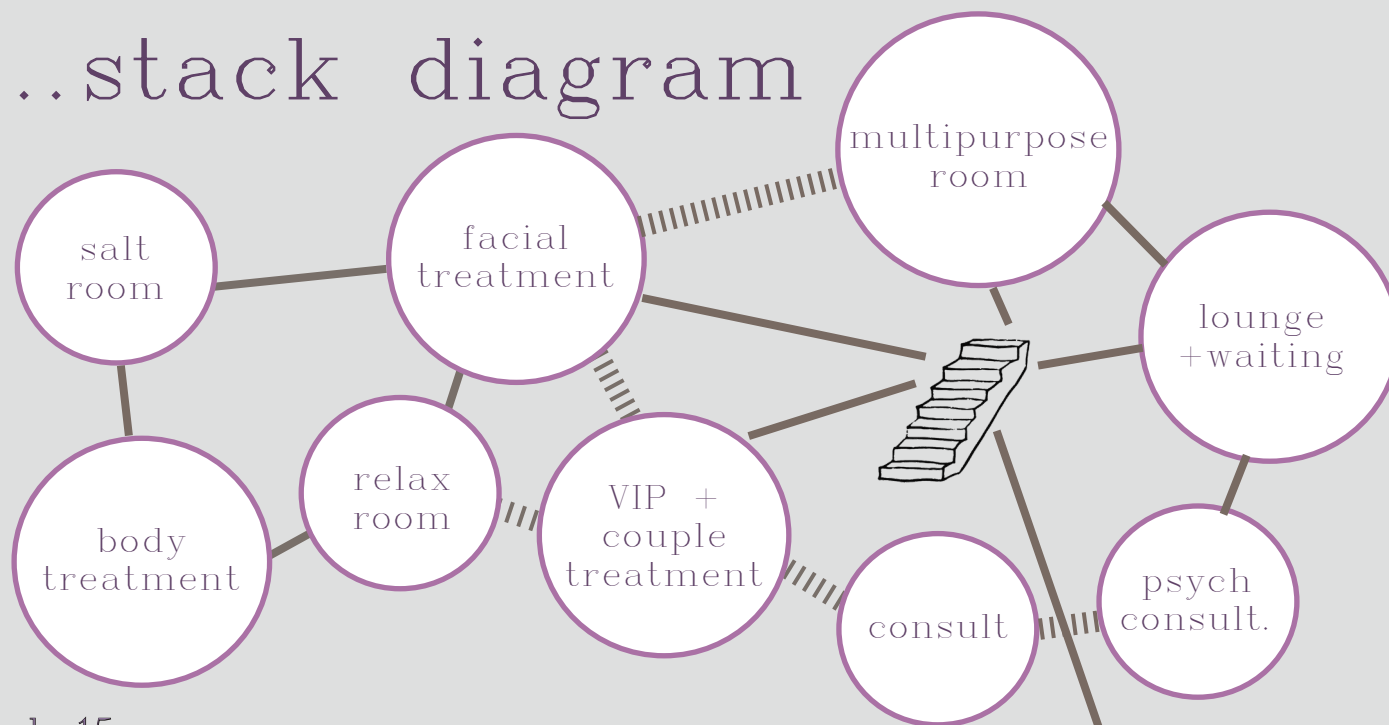 ..stack diagram
multipurpose
room
salt
room
facial
treatment
lounge
+waiting
relax
room
VIP +
couple
treatment
body
treatment
consult
psych
consult.